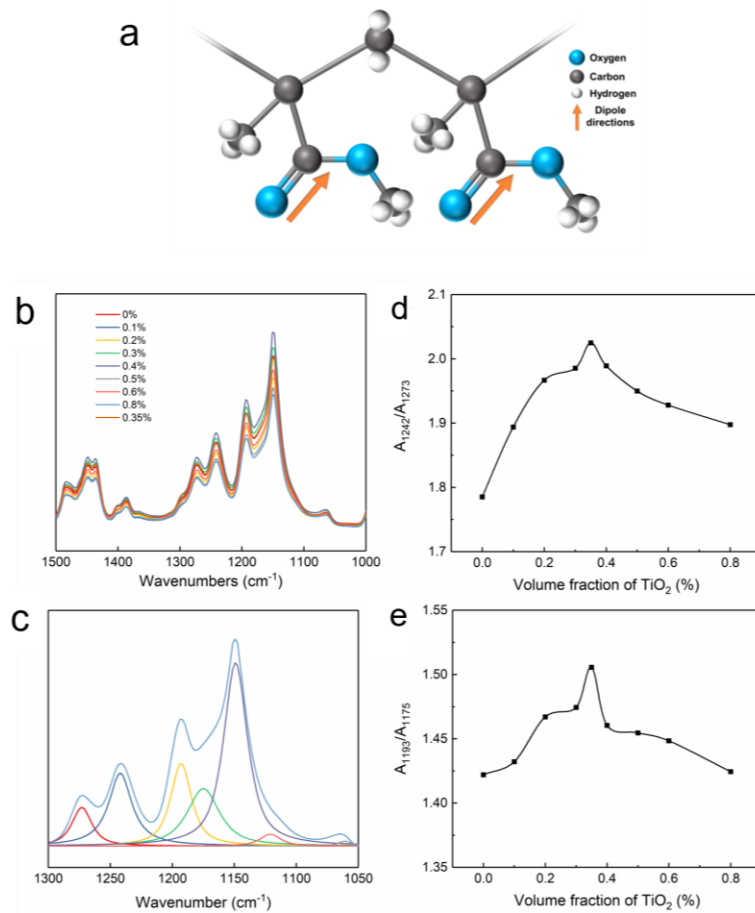 a
Oxygen
Carbon
Hydrogen
Dipole
directions
b
0%
0.1%
0.2%
0.3%
0.4%
0.5%
0.6%
0.8%
0.35%
1500 1400 1300 1200 1100 1000
Wavenumbers (cm⁻¹)
d
2.1
2.0
1.9
1.8
1.7
A₁₂₄₂/A₁₂₇₃
0.0 0.2 0.4 0.6 0.8
Volume fraction of TiO₂ (%)
c
1300 1250 1200 1150 1100 1050
Wavenumber (cm⁻¹)
e
1.55
1.50
1.45
1.40
1.35
A₁₁₉₃/A₁₁₇₅
0.0 0.2 0.4 0.6 0.8
Volume fraction of TiO₂ (%)